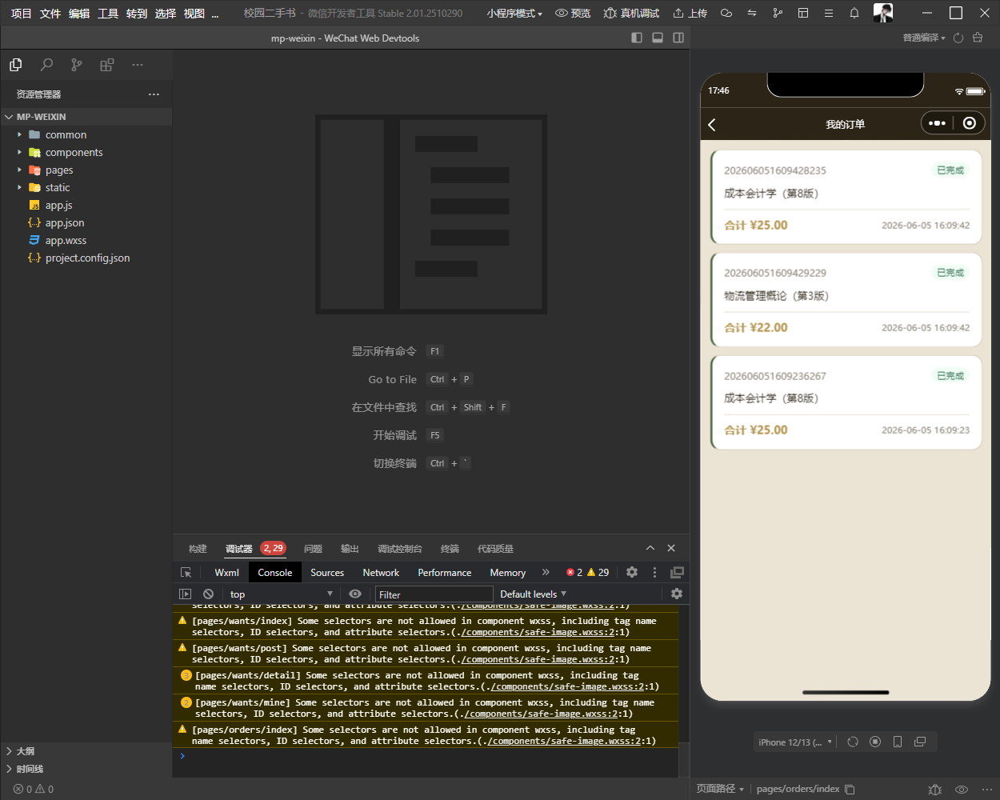 项目 文件 编辑 工具 转到 选择 视图 ... 校园二手书 - 微信开发者工具 Stable 2.01.2510290 小程序模式 预览 真机调试 上传
mp-weixin - WeChat Web Devtools
普通编译
资源管理器
MP-WEIXIN
common
components
pages
static
app.js
app.json
app.wxss
project.config.json
大纲
时间线
0 0
显示所有命令 F1
Go to File Ctrl + P
在文件中查找 Ctrl + Shift + F
开始调试 F5
切换终端 Ctrl + `
构建 调试器 2, 29 问题 输出 调试控制台 终端 代码质量
Wxml Console Sources Network Performance Memory » 2 29
top Filter Default levels
selectors, ID selectors, and attribute selectors.(./components/safe-image.wxss:2:1)
[pages/wants/index] Some selectors are not allowed in component wxss, including tag name
selectors, ID selectors, and attribute selectors.(./components/safe-image.wxss:2:1)
[pages/wants/post] Some selectors are not allowed in component wxss, including tag name
selectors, ID selectors, and attribute selectors.(./components/safe-image.wxss:2:1)
3 [pages/wants/detail] Some selectors are not allowed in component wxss, including tag
name selectors, ID selectors, and attribute selectors.(./components/safe-image.wxss:2:1)
2 [pages/wants/mine] Some selectors are not allowed in component wxss, including tag name
selectors, ID selectors, and attribute selectors.(./components/safe-image.wxss:2:1)
[pages/orders/index] Some selectors are not allowed in component wxss, including tag
name selectors, ID selectors, and attribute selectors.(./components/safe-image.wxss:2:1)
17:46
我的订单
202606051609428235 已完成
成本会计学（第8版）
合计 ¥25.00 2026-06-05 16:09:42
202606051609429229 已完成
物流管理概论（第3版）
合计 ¥22.00 2026-06-05 16:09:42
202606051609236267 已完成
成本会计学（第8版）
合计 ¥25.00 2026-06-05 16:09:23
iPhone 12/13 (...
页面路径 pages/orders/index